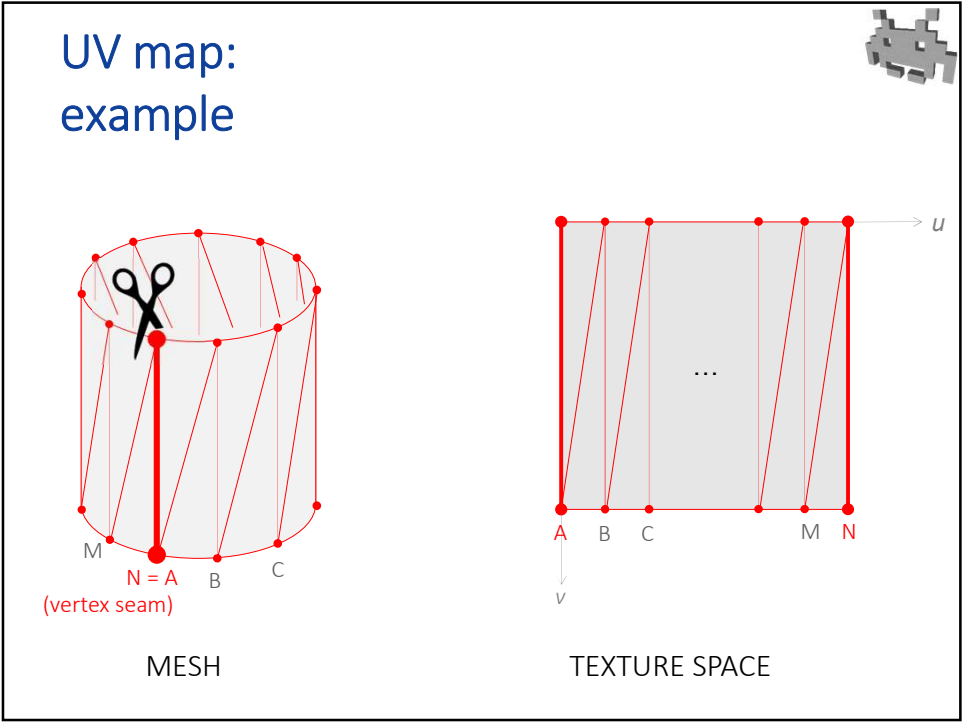 UV map:
example
u
...
M
N = A
(vertex seam)
B
C
A
B
C
M
N
v
MESH
TEXTURE SPACE